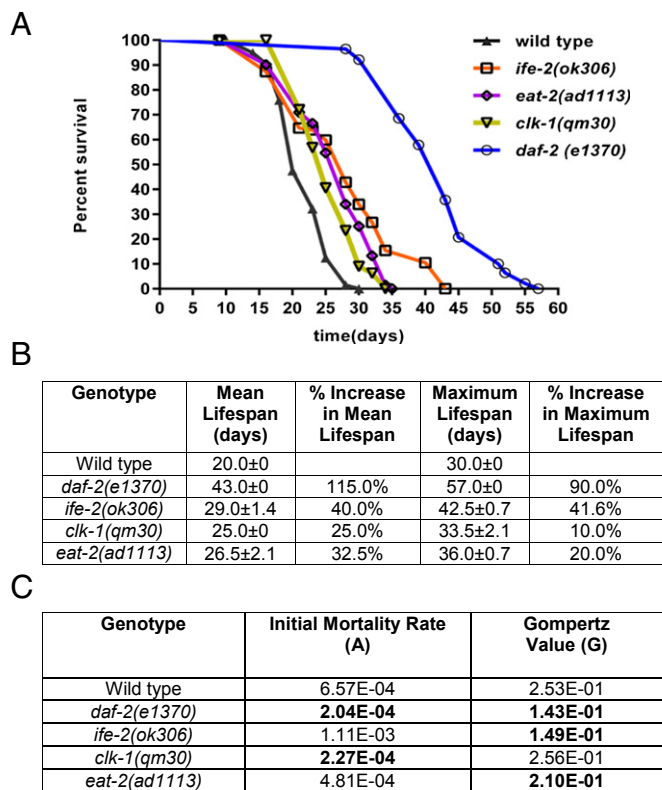 A
wild type
ife-2(ok306)
eat-2(ad1113)
clk-1(qm30)
daf-2 (e1370)
Percent survival
100
90
80
70
60
50
40
30
20
10
0
0 5 10 15 20 25 30 35 40 45 50 55 60
time(days)
B
Genotype Mean Lifespan (days) % Increase in Mean Lifespan Maximum Lifespan (days) % Increase in Maximum Lifespan
Wild type 20.0±0 30.0±0
daf-2(e1370) 43.0±0 115.0% 57.0±0 90.0%
ife-2(ok306) 29.0±1.4 40.0% 42.5±0.7 41.6%
clk-1(qm30) 25.0±0 25.0% 33.5±2.1 10.0%
eat-2(ad1113) 26.5±2.1 32.5% 36.0±0.7 20.0%
C
Genotype Initial Mortality Rate (A) Gompertz Value (G)
Wild type 6.57E-04 2.53E-01
daf-2(e1370) 2.04E-04 1.43E-01
ife-2(ok306) 1.11E-03 1.49E-01
clk-1(qm30) 2.27E-04 2.56E-01
eat-2(ad1113) 4.81E-04 2.10E-01